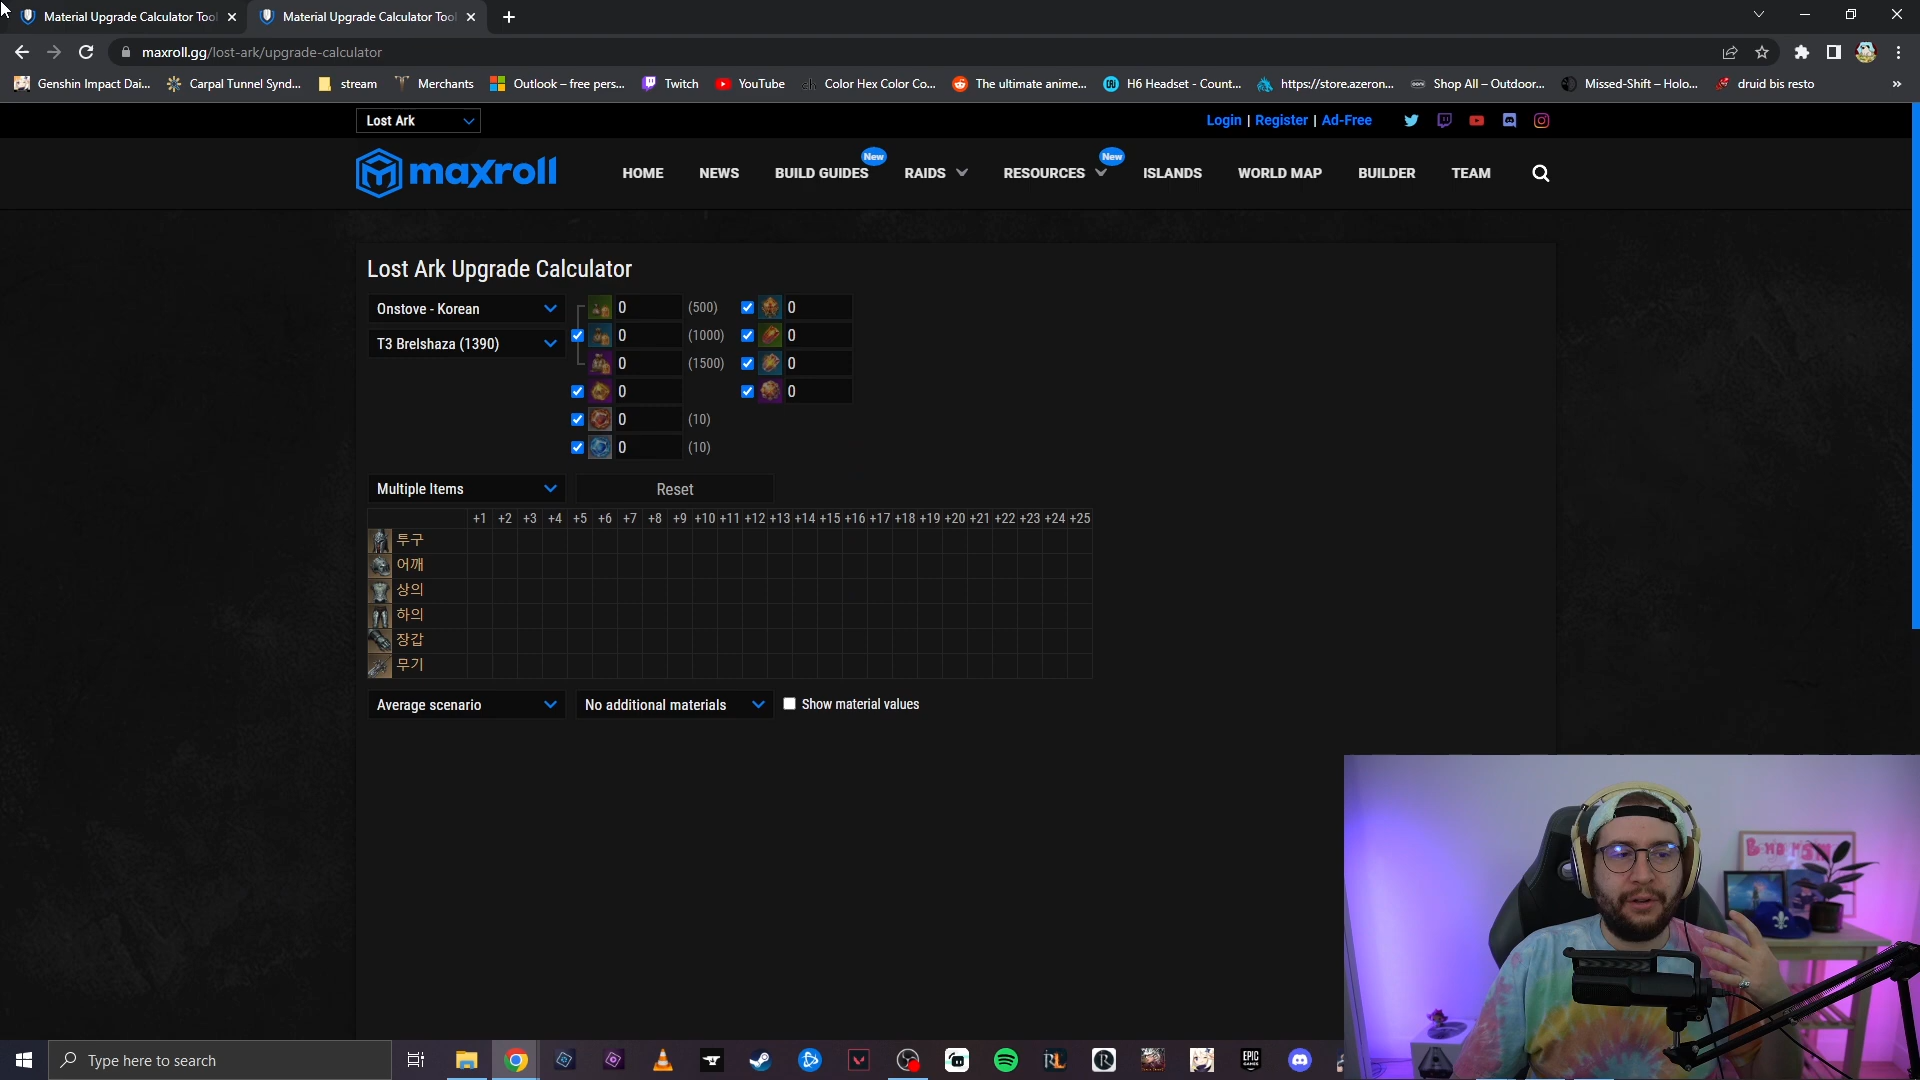 Material Upgrade Calculator Tool
Material Upgrade Calculator Tool
maxroll.gg/lost-ark/upgrade-calculator
Genshin Impact Dai...
Carpal Tunnel Synd...
stream
Merchants
Outlook – free pers...
Twitch
YouTube
ch
Color Hex Color Co...
The ultimate anime...
H6 Headset - Count...
https://store.azeron...
Shop All – Outdoor...
Missed-Shift – Holo...
druid bis resto
»
Lost Ark
Login | Register | Ad-Free
maxroll
HOME
NEWS
BUILD GUIDES
New
RAIDS
RESOURCES
New
ISLANDS
WORLD MAP
BUILDER
TEAM
Lost Ark Upgrade Calculator
Onstove - Korean
T3 Brelshaza (1390)
0 (500) 0
0 (1000) 0
0 (1500) 0
0 0
0 (10)
0 (10)
Multiple Items
Reset
+1 +2 +3 +4 +5 +6 +7 +8 +9 +10 +11 +12 +13 +14 +15 +16 +17 +18 +19 +20 +21 +22 +23 +24 +25
투구
어깨
상의
하의
장갑
무기
Average scenario
No additional materials
Show material values
Type here to search
RL
R
EPIC
GAMES